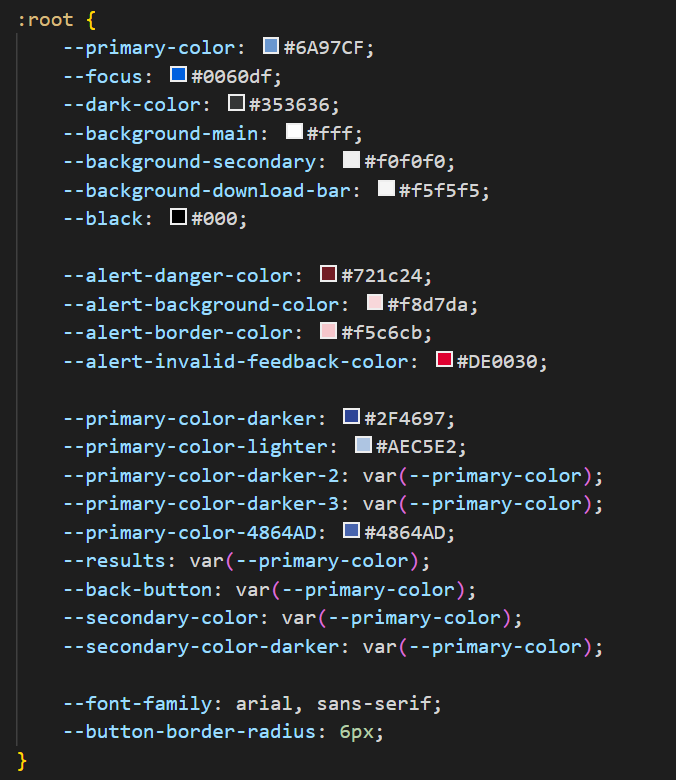 :root {
--primary-color: #6A97CF;
--focus: #0060df;
--dark-color: #353636;
--background-main: #fff;
--background-secondary: #f0f0f0;
--background-download-bar: #f5f5f5;
--black: #000;
--alert-danger-color: #721c24;
--alert-background-color: #f8d7da;
--alert-border-color: #f5c6cb;
--alert-invalid-feedback-color: #DE0030;
--primary-color-darker: #2F4697;
--primary-color-lighter: #AEC5E2;
--primary-color-darker-2: var(--primary-color);
--primary-color-darker-3: var(--primary-color);
--primary-color-4864AD: #4864AD;
--results: var(--primary-color);
--back-button: var(--primary-color);
--secondary-color: var(--primary-color);
--secondary-color-darker: var(--primary-color);
--font-family: arial, sans-serif;
--button-border-radius: 6px;
}